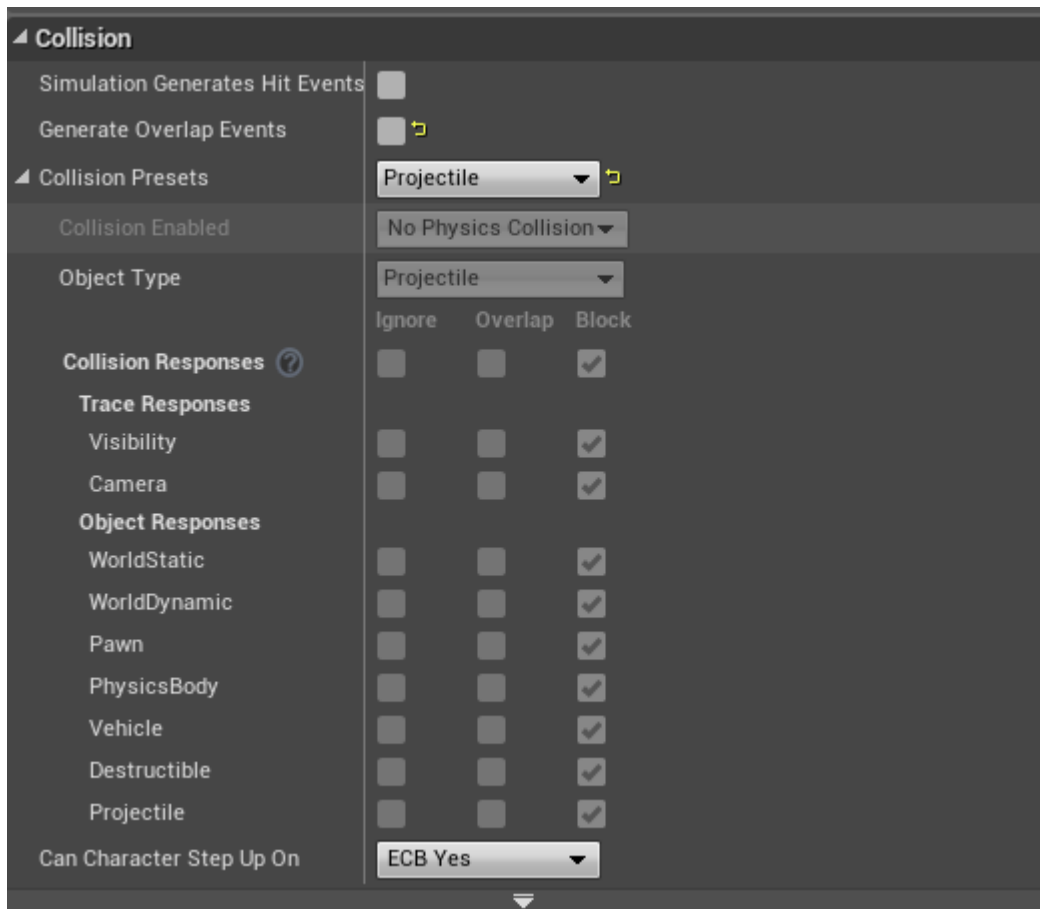 Collision
Simulation Generates Hit Events
Generate Overlap Events
Collision Presets Projectile
Collision Enabled No Physics Collision
Object Type Projectile
Ignore Overlap Block
Collision Responses ?
Trace Responses
Visibility
Camera
Object Responses
WorldStatic
WorldDynamic
Pawn
PhysicsBody
Vehicle
Destructible
Projectile
Can Character Step Up On ECB Yes